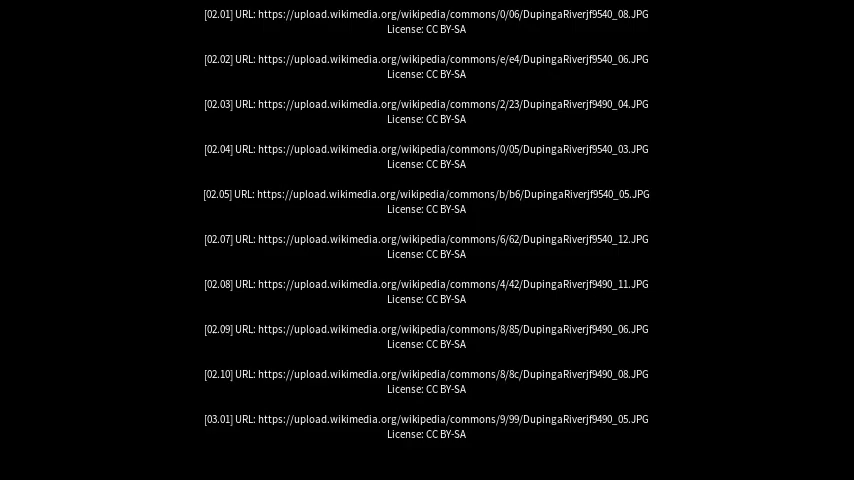 [02.01] URL: https://upload.wikimedia.org/wikipedia/commons/0/06/DupingaRiverjf9540_08.JPG
License: CC BY-SA
[02.02] URL: https://upload.wikimedia.org/wikipedia/commons/e/e4/DupingaRiverjf9540_06.JPG
License: CC BY-SA
[02.03] URL: https://upload.wikimedia.org/wikipedia/commons/2/23/DupingaRiverjf9490_04.JPG
License: CC BY-SA
[02.04] URL: https://upload.wikimedia.org/wikipedia/commons/0/05/DupingaRiverjf9540_03.JPG
License: CC BY-SA
[02.05] URL: https://upload.wikimedia.org/wikipedia/commons/b/b6/DupingaRiverjf9540_05.JPG
License: CC BY-SA
[02.07] URL: https://upload.wikimedia.org/wikipedia/commons/6/62/DupingaRiverjf9540_12.JPG
License: CC BY-SA
[02.08] URL: https://upload.wikimedia.org/wikipedia/commons/4/42/DupingaRiverjf9490_11.JPG
License: CC BY-SA
[02.09] URL: https://upload.wikimedia.org/wikipedia/commons/8/85/DupingaRiverjf9490_06.JPG
License: CC BY-SA
[02.10] URL: https://upload.wikimedia.org/wikipedia/commons/8/8c/DupingaRiverjf9490_08.JPG
License: CC BY-SA
[03.01] URL: https://upload.wikimedia.org/wikipedia/commons/9/99/DupingaRiverjf9490_05.JPG
License: CC BY-SA